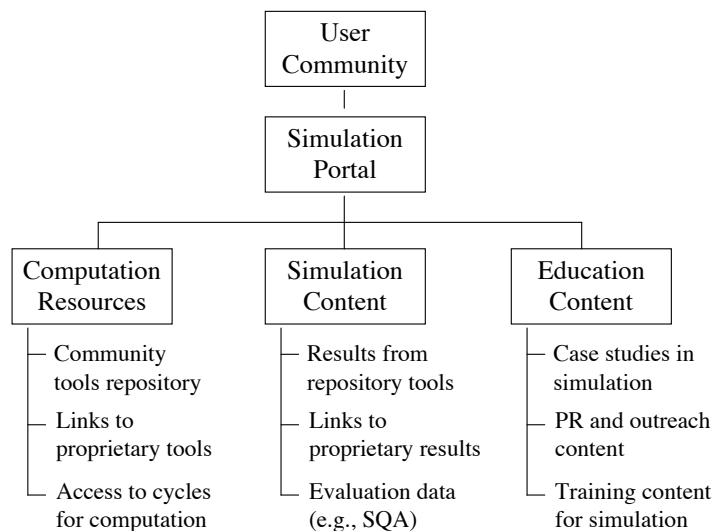 User
Community
Simulation
Portal
Computation
Resources
Simulation
Content
Education
Content
Community
tools repository
Links to
proprietary tools
Access to cycles
for computation
Results from
repository tools
Links to
proprietary results
Evaluation data
(e.g., SQA)
Case studies in
simulation
PR and outreach
content
Training content
for simulation